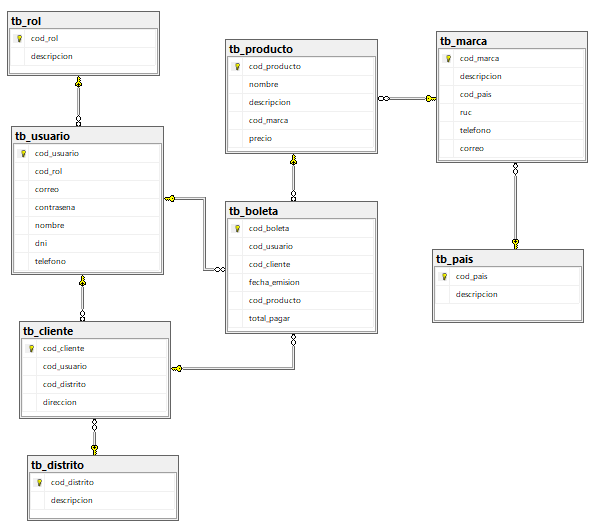 tb_rol
cod_rol
descripcion
tb_usuario
cod_usuario
cod_rol
correo
contrasena
nombre
dni
telefono
tb_cliente
cod_cliente
cod_usuario
cod_distrito
direccion
tb_distrito
cod_distrito
descripcion
tb_producto
cod_producto
nombre
descripcion
cod_marca
precio
tb_boleta
cod_boleta
cod_usuario
cod_cliente
fecha_emision
cod_producto
total_pagar
tb_marca
cod_marca
descripcion
cod_pais
ruc
telefono
correo
tb_pais
cod_pais
descripcion